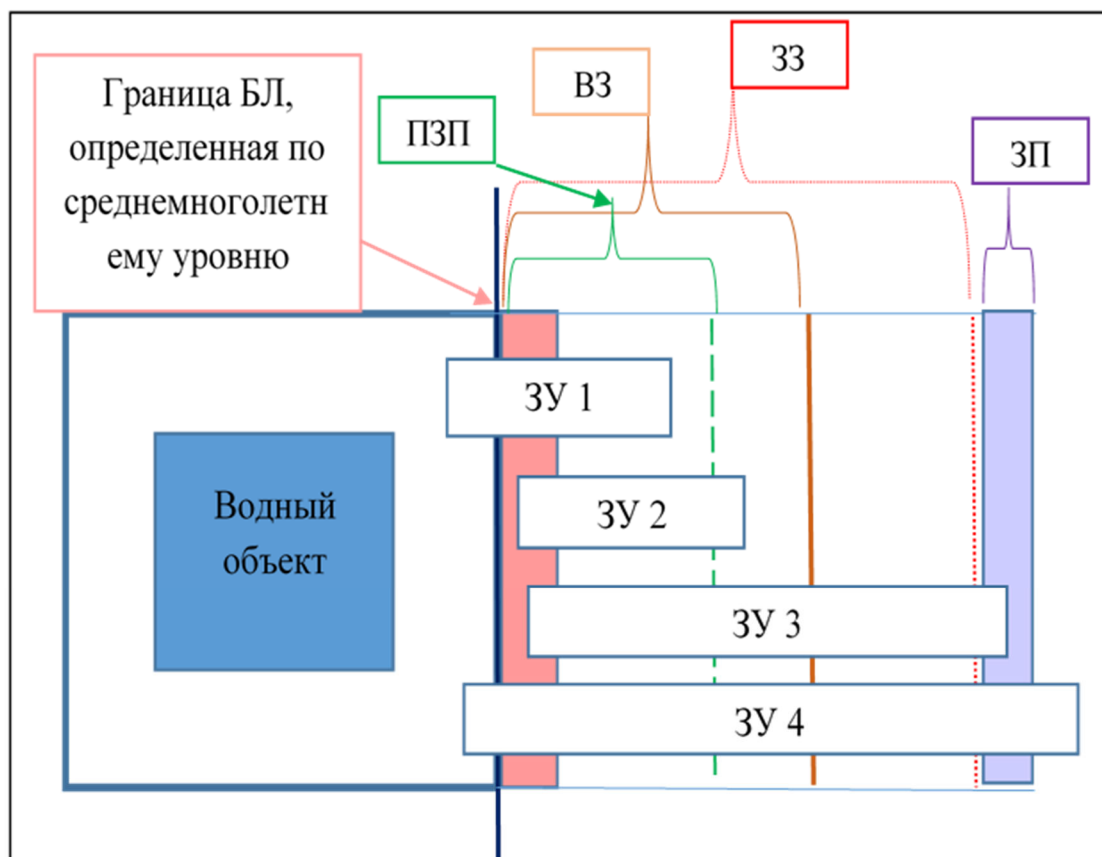 Граница БЛ,
определенная по
среднемноголетн
ему уровню
ПЗП
ВЗ
ЗЗ
ЗП
ЗУ 1
Водный
объект
ЗУ 2
ЗУ 3
ЗУ 4